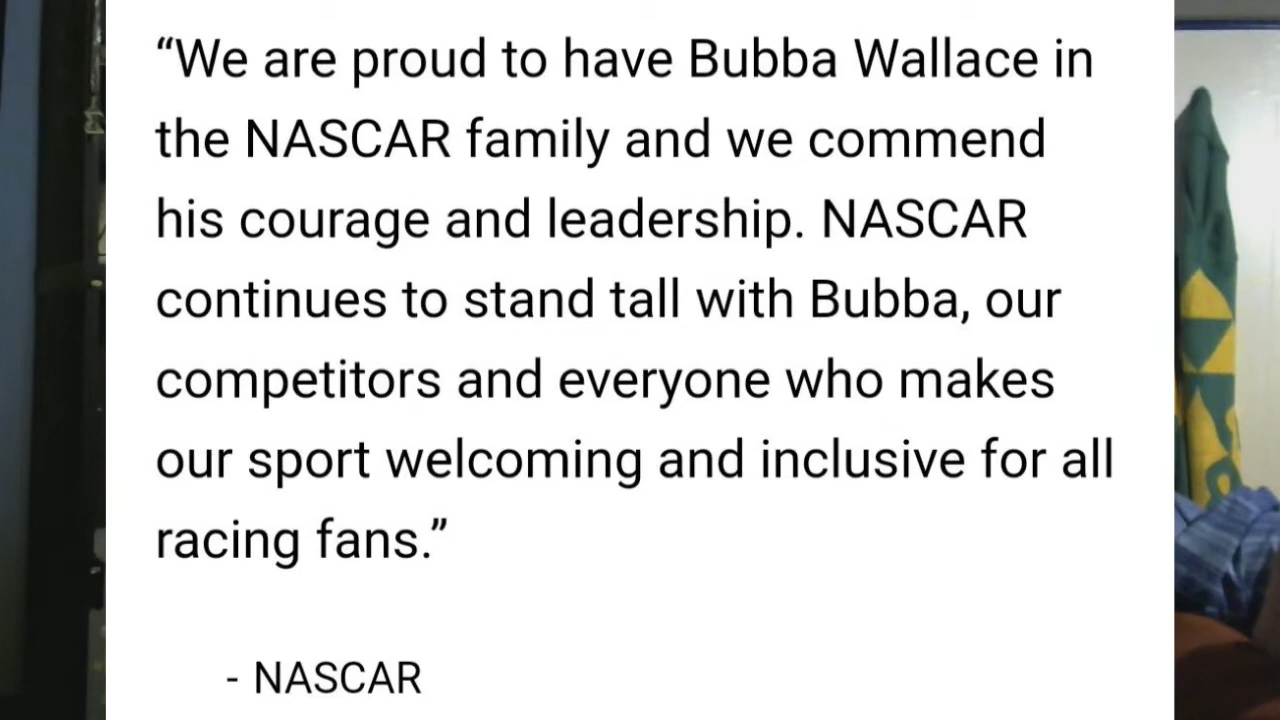 “We are proud to have Bubba Wallace in
the NASCAR family and we commend
his courage and leadership. NASCAR
continues to stand tall with Bubba, our
competitors and everyone who makes
our sport welcoming and inclusive for all
racing fans.”
- NASCAR